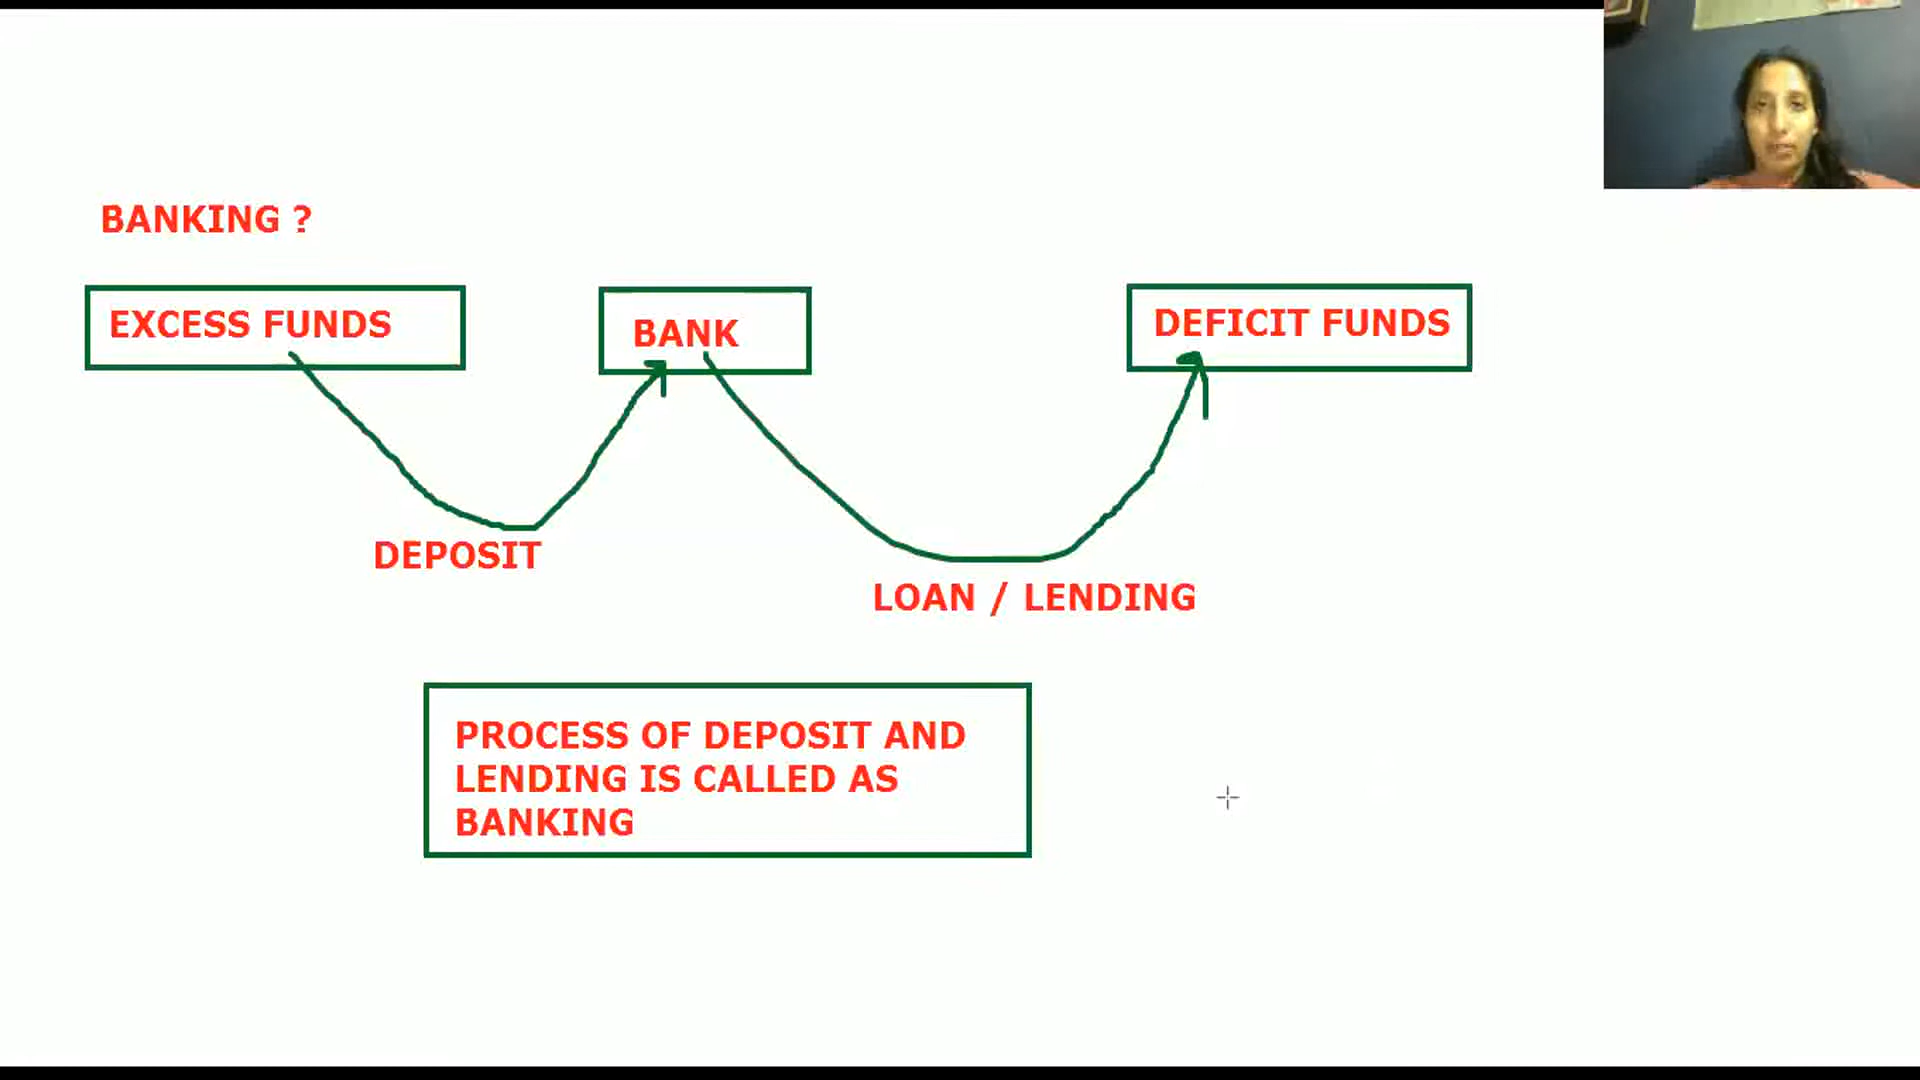 BANKING ?
EXCESS FUNDS
BANK
DEFICIT FUNDS
DEPOSIT
LOAN / LENDING
PROCESS OF DEPOSIT AND
LENDING IS CALLED AS
BANKING